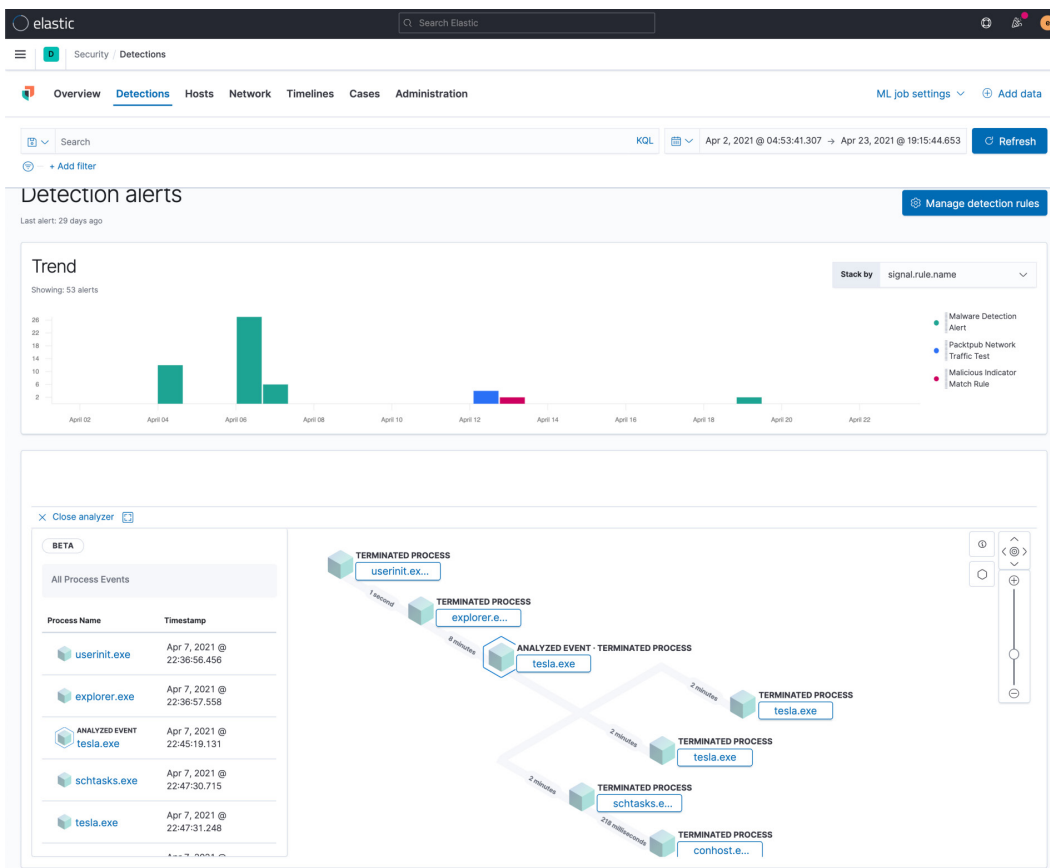 elastic
Search Elastic
e
D
Security / Detections
Overview Detections Hosts Network Timelines Cases Administration
ML job settings
Add data
Search
KQL
Apr 2, 2021 @ 04:53:41.307 → Apr 23, 2021 @ 19:15:44.653
Refresh
+ Add filter
Detection alerts
Last alert: 29 days ago
Manage detection rules
Trend
Showing: 53 alerts
Stack by signal.rule.name
26
22
18
14
10
6
2
April 02 April 04 April 06 April 08 April 10 April 12 April 14 April 16 April 18 April 20 April 22
Malware Detection
Alert
Packtpub Network
Traffic Test
Malicious Indicator
Match Rule
Close analyzer
BETA
All Process Events
Process Name Timestamp
userinit.exe Apr 7, 2021 @
22:36:56.456
explorer.exe Apr 7, 2021 @
22:36:57.558
ANALYZED EVENT
tesla.exe Apr 7, 2021 @
22:45:19.131
schtasks.exe Apr 7, 2021 @
22:47:30.715
tesla.exe Apr 7, 2021 @
22:47:31.248
TERMINATED PROCESS
userinit.ex...
1 second
TERMINATED PROCESS
explorer.e...
8 minutes
ANALYZED EVENT · TERMINATED PROCESS
tesla.exe
2 minutes
TERMINATED PROCESS
tesla.exe
2 minutes
TERMINATED PROCESS
tesla.exe
2 minutes
TERMINATED PROCESS
schtasks.e...
218 milliseconds
TERMINATED PROCESS
conhost.e...